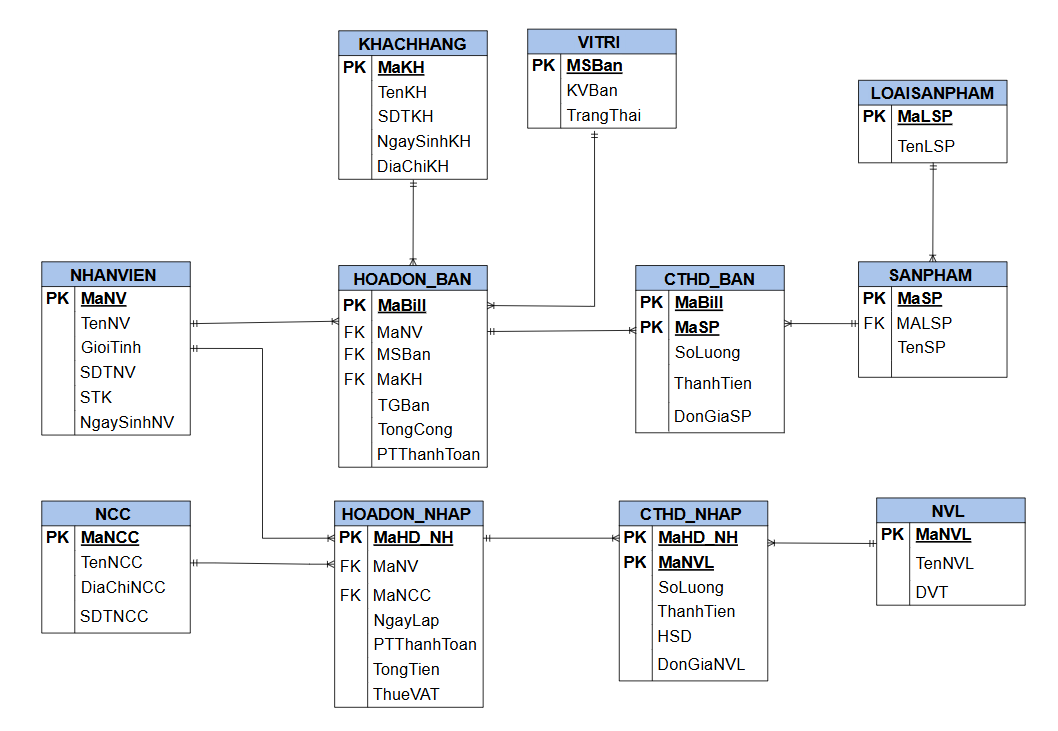 KHACHHANG
PK MaKH
TenKH
SDTKH
NgaySinhKH
DiaChiKH
VITRI
PK MSBan
KVBan
TrangThai
LOAISANPHAM
PK MaLSP
TenLSP
NHANVIEN
PK MaNV
TenNV
GioiTinh
SDTNV
STK
NgaySinhNV
HOADON_BAN
PK MaBill
FK MaNV
FK MSBan
FK MaKH
TGBan
TongCong
PTThanhToan
CTHD_BAN
PK MaBill
PK MaSP
SoLuong
ThanhTien
DonGiaSP
SANPHAM
PK MaSP
FK MALSP
TenSP
NCC
PK MaNCC
TenNCC
DiaChiNCC
SDTNCC
HOADON_NHAP
PK MaHD_NH
FK MaNV
FK MaNCC
NgayLap
PTThanhToan
TongTien
ThueVAT
CTHD_NHAP
PK MaHD_NH
PK MaNVL
SoLuong
ThanhTien
HSD
DonGiaNVL
NVL
PK MaNVL
TenNVL
DVT